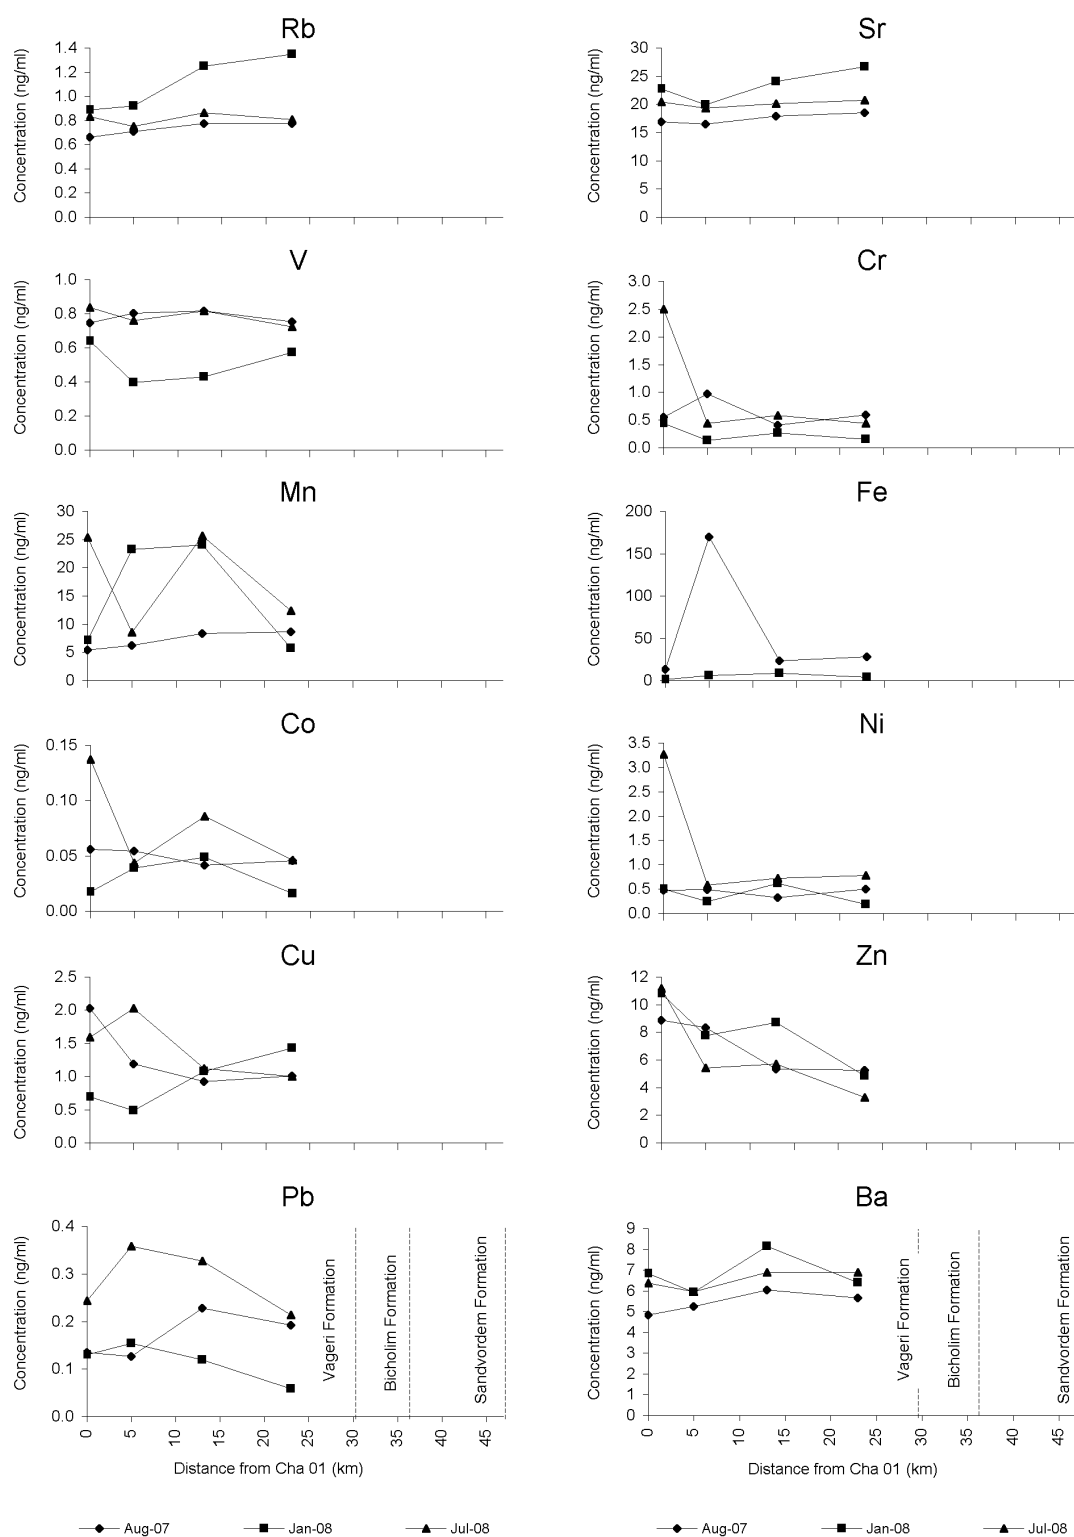 Rb
Concentration (ng/ml)
1.4
1.2
1.0
0.8
0.6
0.4
0.2
0.0
Sr
Concentration (ng/ml)
30
25
20
15
10
5
0
V
Concentration (ng/ml)
1.0
0.8
0.6
0.4
0.2
0.0
Cr
Concentration (ng/ml)
3.0
2.5
2.0
1.5
1.0
0.5
0.0
Mn
Concentration (ng/ml)
30
25
20
15
10
5
0
Fe
Concentration (ng/ml)
200
150
100
50
0
Co
Concentration (ng/ml)
0.15
0.10
0.05
0.00
Ni
Concentration (ng/ml)
3.5
3.0
2.5
2.0
1.5
1.0
0.5
0.0
Cu
Concentration (ng/ml)
2.5
2.0
1.5
1.0
0.5
0.0
Zn
Concentration (ng/ml)
12
10
8
6
4
2
0
Pb
Concentration (ng/ml)
0.4
0.3
0.2
0.1
0.0
Vageri Formation
Bicholim Formation
Sandvordem Formation
0 5 10 15 20 25 30 35 40 45
Distance from Cha 01 (km)
Ba
Concentration (ng/ml)
9
8
7
6
5
4
3
2
1
0
Vageri Formation
Bicholim Formation
Sandvordem Formation
0 5 10 15 20 25 30 35 40 45
Distance from Cha 01 (km)
Aug-07 Jan-08 Jul-08
Aug-07 Jan-08 Jul-08